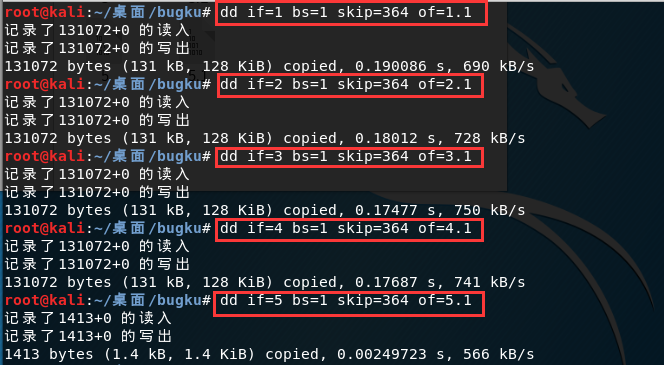 root@kali:~/桌面/bugku# dd if=1 bs=1 skip=364 of=1.1
记录了131072+0 的读入
记录了131072+0 的写出
131072 bytes (131 kB, 128 KiB) copied, 0.190086 s, 690 kB/s
root@kali:~/桌面/bugku# dd if=2 bs=1 skip=364 of=2.1
记录了131072+0 的读入
记录了131072+0 的写出
131072 bytes (131 kB, 128 KiB) copied, 0.18012 s, 728 kB/s
root@kali:~/桌面/bugku# dd if=3 bs=1 skip=364 of=3.1
记录了131072+0 的读入
记录了131072+0 的写出
131072 bytes (131 kB, 128 KiB) copied, 0.17477 s, 750 kB/s
root@kali:~/桌面/bugku# dd if=4 bs=1 skip=364 of=4.1
记录了131072+0 的读入
记录了131072+0 的写出
131072 bytes (131 kB, 128 KiB) copied, 0.17687 s, 741 kB/s
root@kali:~/桌面/bugku# dd if=5 bs=1 skip=364 of=5.1
记录了1413+0 的读入
记录了1413+0 的写出
1413 bytes (1.4 kB, 1.4 KiB) copied, 0.00249723 s, 566 kB/s